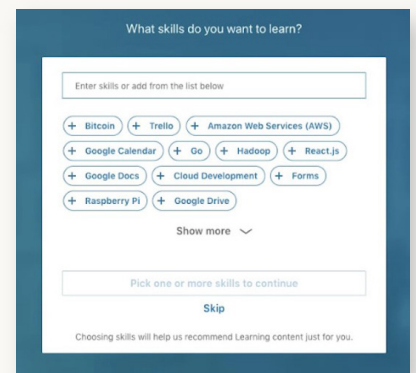 What skills do you want to learn?
Enter skills or add from the list below
+ Bitcoin + Trello + Amazon Web Services (AWS)
+ Google Calendar + Go + Hadoop + React.js
+ Google Docs + Cloud Development + Forms
+ Raspberry Pi + Google Drive
Show more
Pick one or more skills to continue
Skip
Choosing skills will help us recommend Learning content just for you.